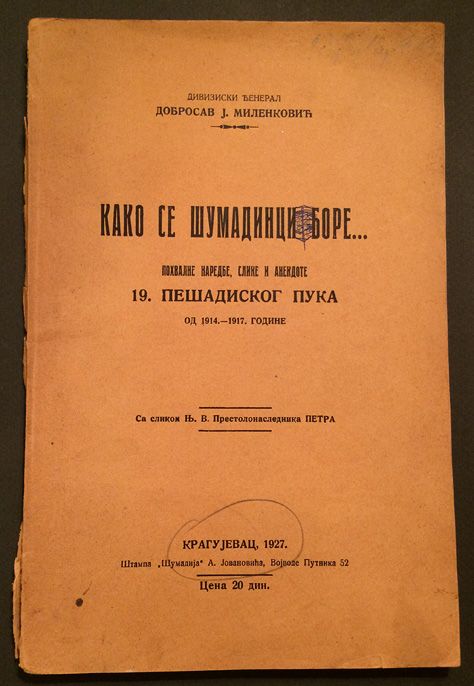 ДИВИЗИСКИ ЂЕНЕРАЛ
ДОБРОСАВ Ј. МИЛЕНКОВИЋ
КАКО СЕ ШУМАДИНЦИ БОРЕ...
ПОХВАЛНЕ НАРЕДБЕ, СЛИКЕ И АНЕКДОТЕ
19. ПЕШАДИСКОГ ПУКА
ОД 1914.—1917. ГОДИНЕ
Са сликом Њ. В. Престолонаследника ПЕТРА
КРАГУЈЕВАЦ, 1927.
Штампа „Шумадија“ А. Јовановића, Војводе Путника 52
Цена 20 дин.